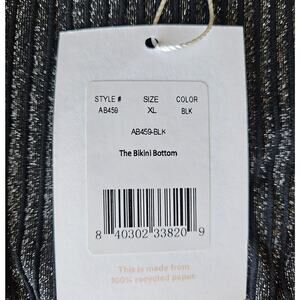 STYLE # SIZE COLOR
AB459 XL BLK
AB459-BLK
The Bikini Bottom
8 40302 33820 9
This is made from
100% recycled paper.